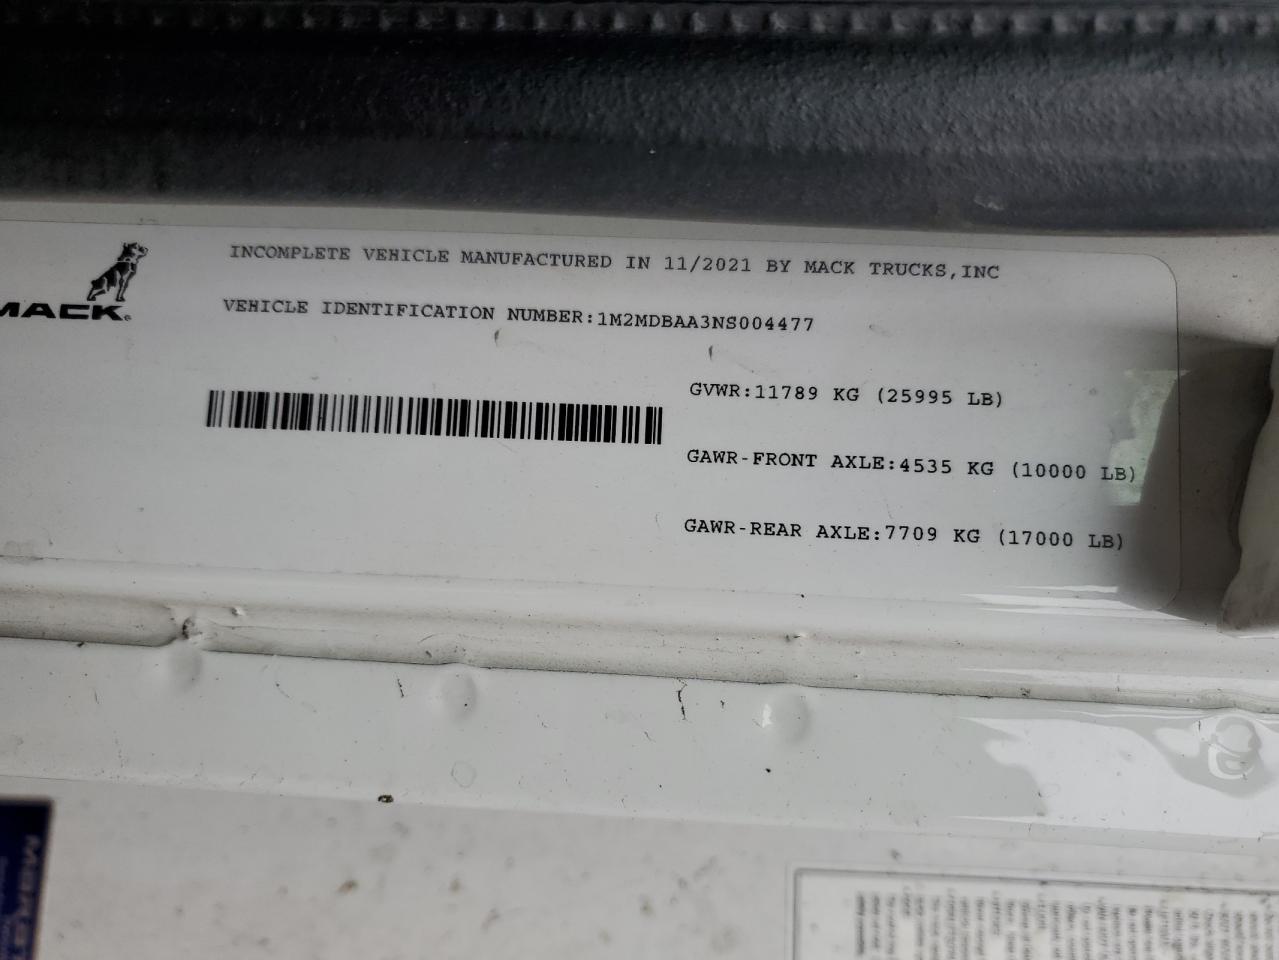 INCOMPLETE VEHICLE MANUFACTURED IN 11/2021 BY MACK TRUCKS,INC
MACK
VEHICLE IDENTIFICATION NUMBER:1M2MDBAA3NS004477
GVWR:11789 KG (25995 LB)
GAWR-FRONT AXLE:4535 KG (10000 LB)
GAWR-REAR AXLE:7709 KG (17000 LB)